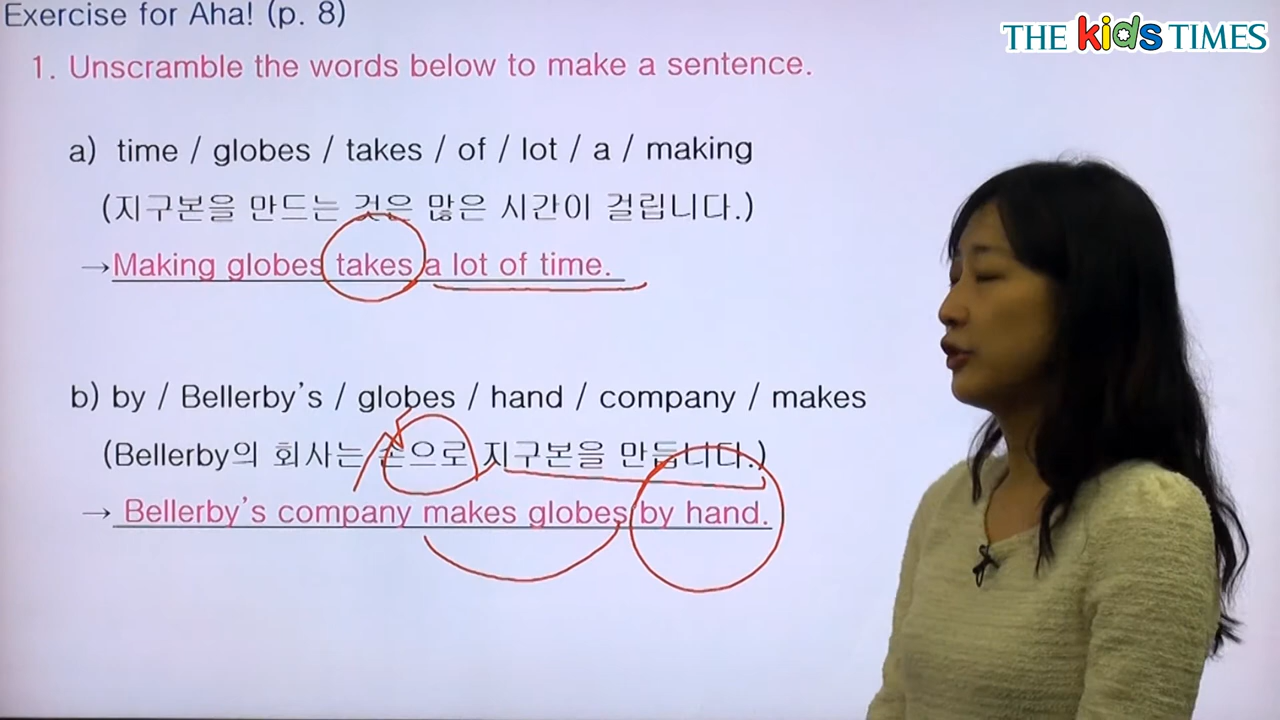 Exercise for Aha! (p. 8)
THE kids TIMES
1. Unscramble the words below to make a sentence.
a) time / globes / takes / of / lot / a / making
(지구본을 만드는 것은 많은 시간이 걸립니다.)
→Making globes takes a lot of time.
b) by / Bellerby's / globes / hand / company / makes
(Bellerby의 회사는 손으로 지구본을 만듭니다.)
→ Bellerby's company makes globes by hand.